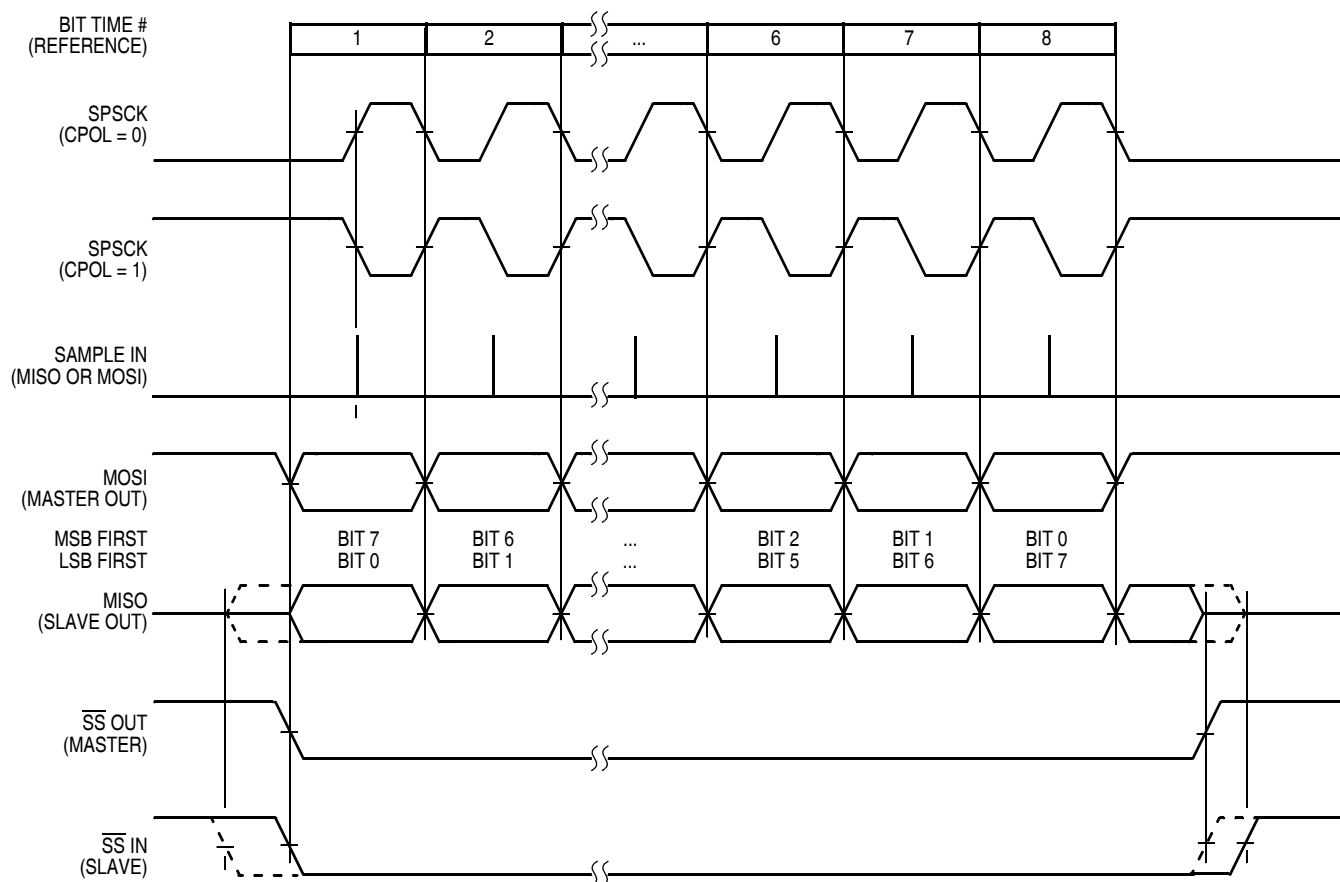 BIT TIME #
(REFERENCE)
1 2 ... 6 7 8
SPSCK
(CPOL = 0)
SPSCK
(CPOL = 1)
SAMPLE IN
(MISO OR MOSI)
MOSI
(MASTER OUT)
MSB FIRST BIT 7 BIT 6 ... BIT 2 BIT 1 BIT 0
LSB FIRST BIT 0 BIT 1 ... BIT 5 BIT 6 BIT 7
MISO
(SLAVE OUT)
S̅S̅ OUT
(MASTER)
S̅S̅ IN
(SLAVE)